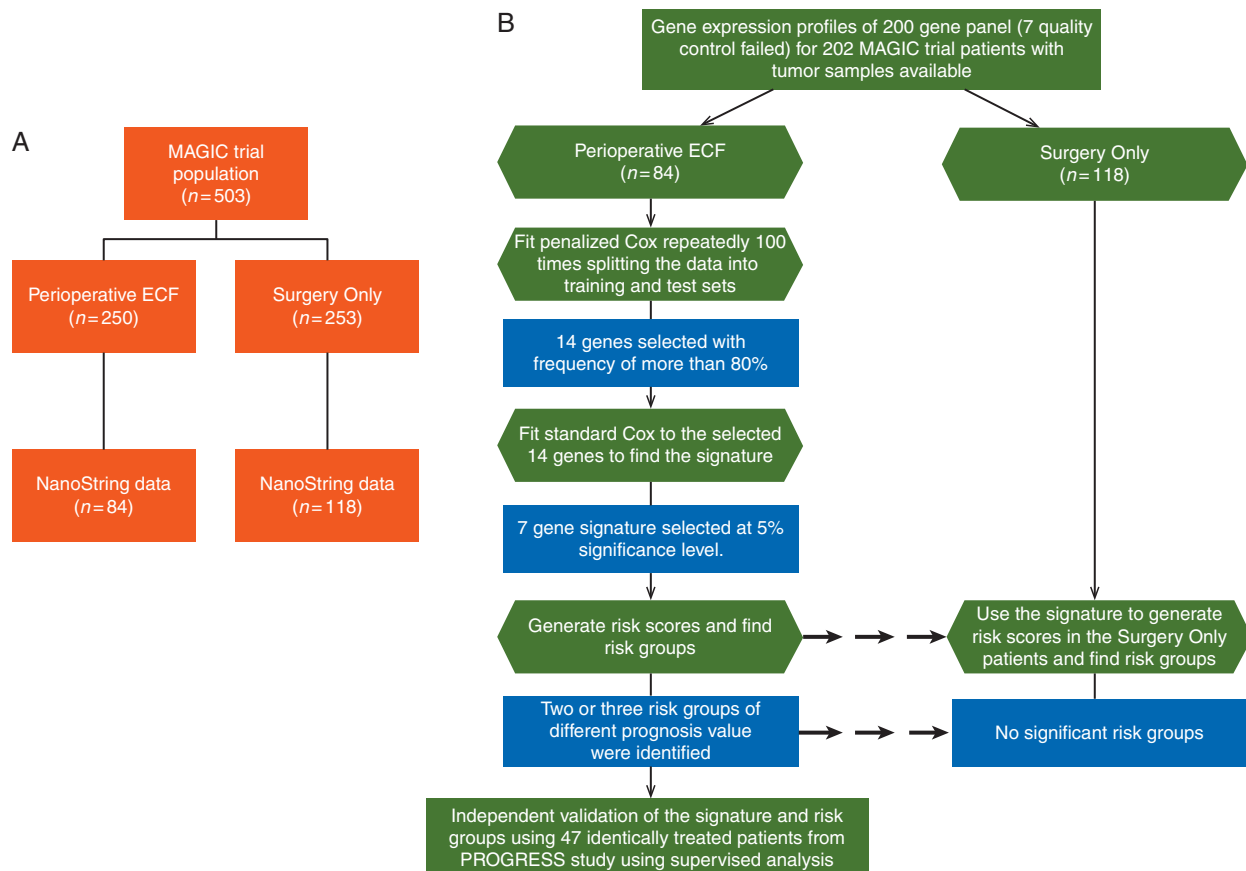 A
MAGIC trial
population
(n=503)
Perioperative ECF
(n=250)
Surgery Only
(n=253)
NanoString data
(n=84)
NanoString data
(n=118)
B
Gene expression profiles of 200 gene panel (7 quality
control failed) for 202 MAGIC trial patients with
tumor samples available
Perioperative ECF
(n=84)
Surgery Only
(n=118)
Fit penalized Cox repeatedly 100
times splitting the data into
training and test sets
14 genes selected with
frequency of more than 80%
Fit standard Cox to the selected
14 genes to find the signature
7 gene signature selected at 5%
significance level.
Generate risk scores and find
risk groups
Use the signature to generate
risk scores in the Surgery Only
patients and find risk groups
Two or three risk groups of
different prognosis value
were identified
No significant risk groups
Independent validation of the signature and risk
groups using 47 identically treated patients from
PROGRESS study using supervised analysis